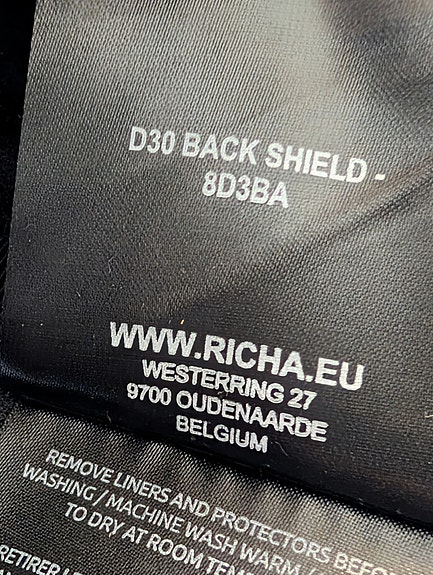 D30 BACK SHIELD -
8D3BA
WWW.RICHA.EU
WESTERRING 27
9700 OUDENAARDE
BELGIUM
REMOVE LINERS AND PROTECTORS
WASHING / MACHINE WASH WARM /
TO DRY AT ROOM
RETIRER